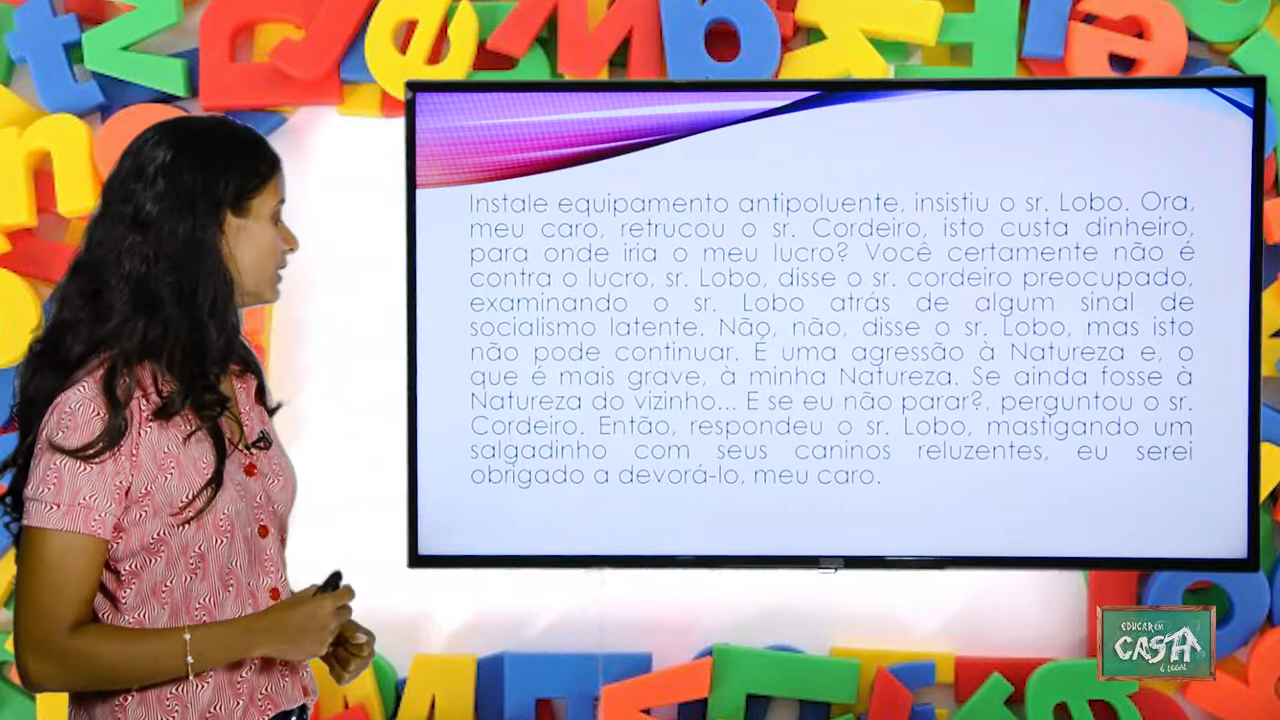 Instale equipamento antipoluente, insistiu o sr. Lobo. Ora,
meu caro, retrucou o sr. Cordeiro, isto custa dinheiro,
para onde iria o meu lucro? Você certamente não é
contra o lucro, sr. Lobo, disse o sr. cordeiro preocupado,
examinando o sr. Lobo atrás de algum sinal de
socialismo latente. Não, não, disse o sr. Lobo, mas isto
não pode continuar. É uma agressão à Natureza e, o
que é mais grave, à minha Natureza. Se ainda fosse à
Natureza do vizinho... E se eu não parar?, perguntou o sr.
Cordeiro. Então, respondeu o sr. Lobo, mastigando um
salgadinho com seus caninos reluzentes, eu serei
obrigado a devorá-lo, meu caro.
EDUCAR EM
CASA
É LEGAL